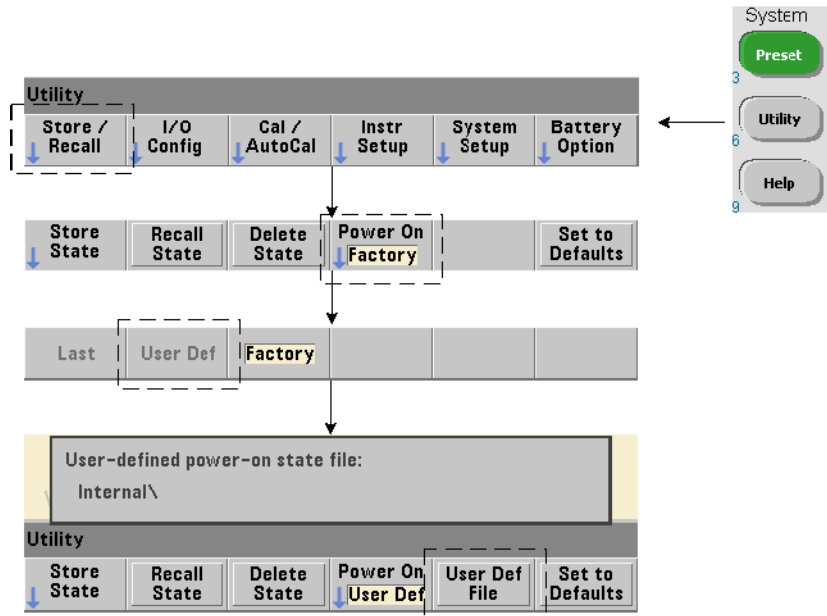 System
Preset
3
Utility
6
Help
9
Utility
Store / Recall
I/O Config
Cal / AutoCal
Instr Setup
System Setup
Battery Option
Store State
Recall State
Delete State
Power On Factory
Set to Defaults
Last
User Def
Factory
User-defined power-on state file:
Internal\
Utility
Store State
Recall State
Delete State
Power On User Def
User Def File
Set to Defaults